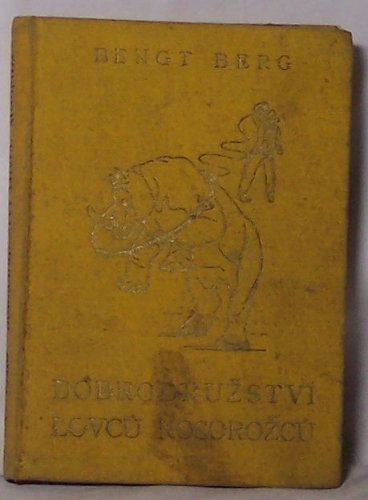 BENGT BERG
DOBRODRUŽSTVÍ
LOVCŮ NOSOROŽCŮ